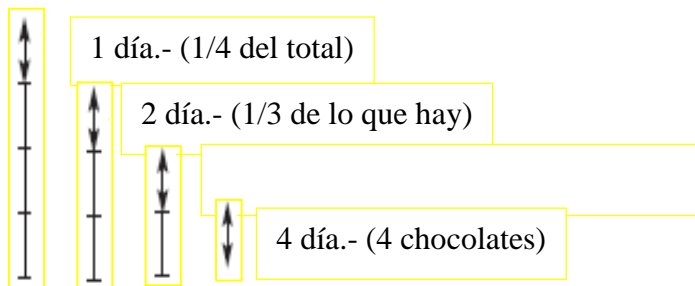 1 día.- (1/4 del total)
2 día.- (1/3 de lo que hay)
4 día.- (4 chocolates)